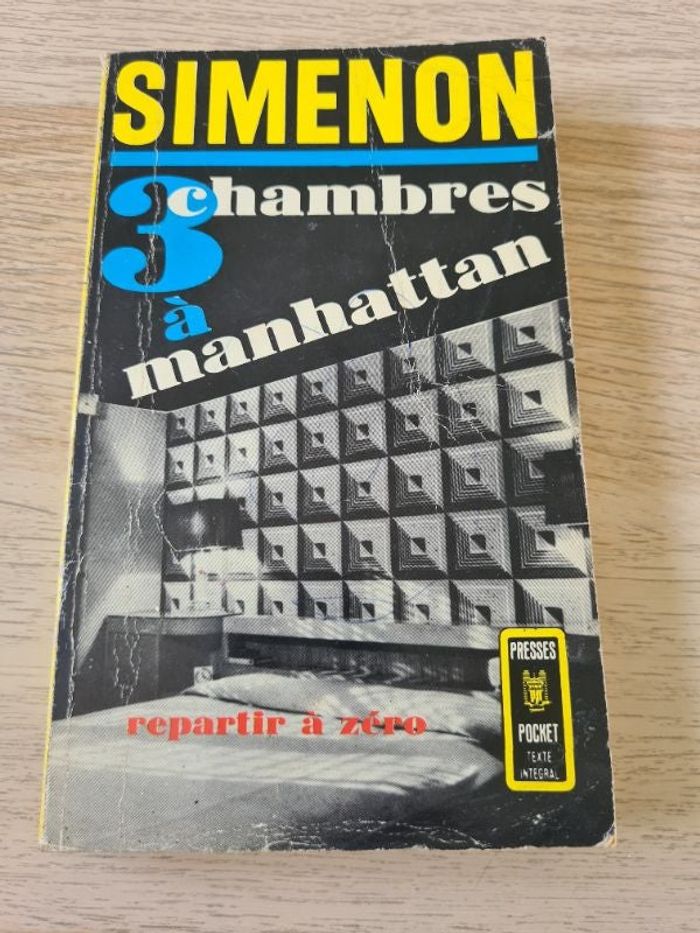 SIMENON
3 chambres
à manhattan
repartir à zéro
PRESSES
POCKET
TEXTE
INTEGRAL